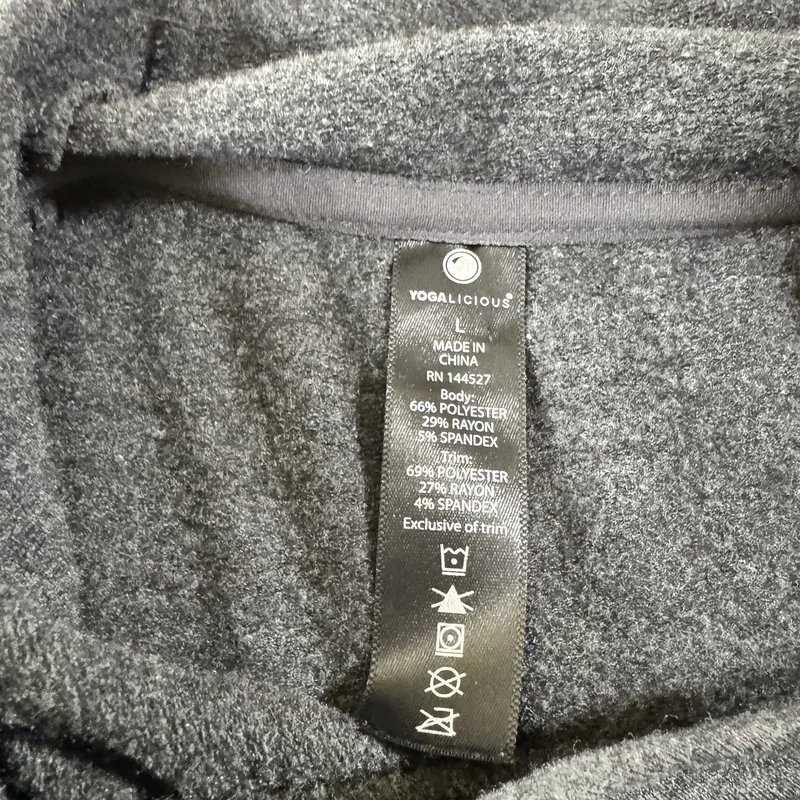 YOGALICIOUS®
L
MADE IN
CHINA
RN 144527
Body:
66% POLYESTER
29% RAYON
5% SPANDEX
Trim:
69% POLYESTER
27% RAYON
4% SPANDEX
Exclusive of trim